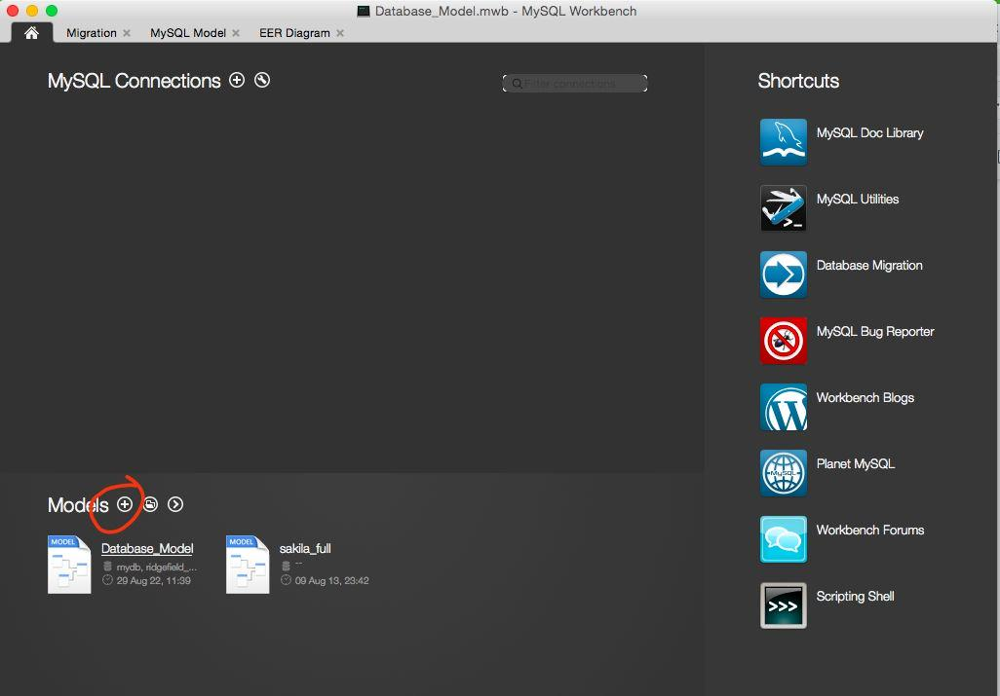 Database_Model.mwb - MySQL Workbench
Migration
MySQL Model
EER Diagram
MySQL Connections
Filter connections
Shortcuts
MySQL Doc Library
MySQL Utilities
Database Migration
MySQL Bug Reporter
Workbench Blogs
MySQL
Planet MySQL
Workbench Forums
>>>
Scripting Shell
Models
MODEL
Database_Model
mydb, ridgefield_...
29 Aug 22, 11:39
MODEL
sakila_full
--
09 Aug 13, 23:42